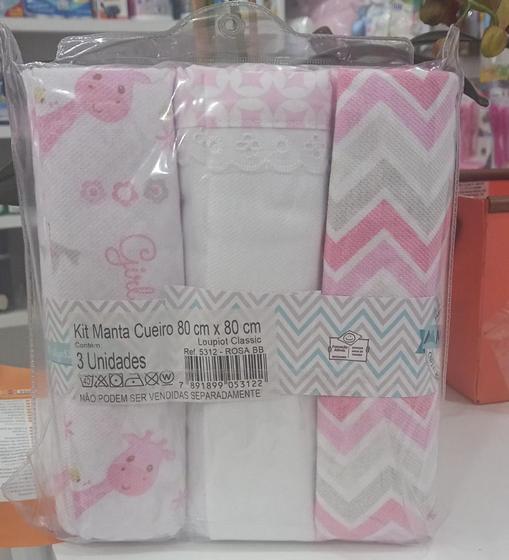 Girl
Kit Manta Cueiro 80 cm x 80 cm
Contém
Loupiot Classic
3 Unidades
Ref. 5312 - ROSA BB
7 891899 053122
NÃO PODEM SER VENDIDAS SEPARADAMENTE